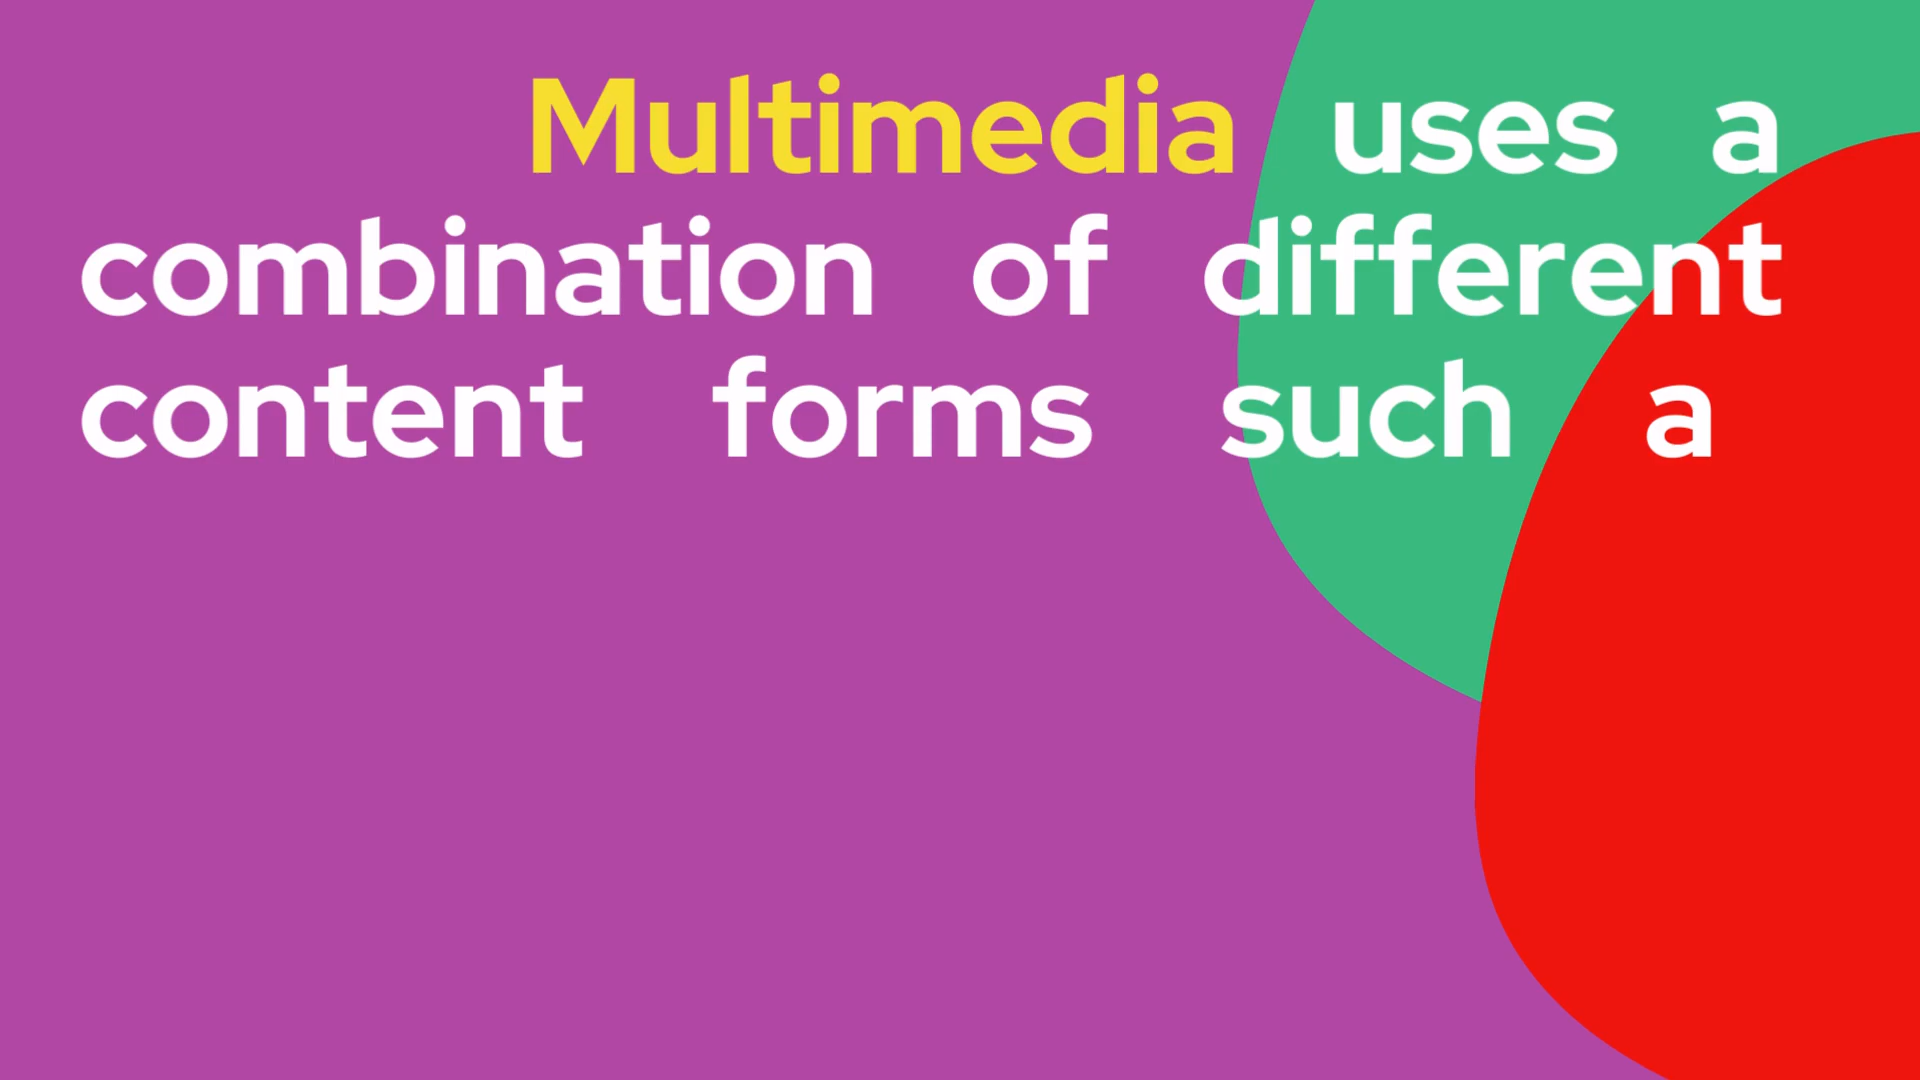 Multimedia uses a
combination of different
content forms such a